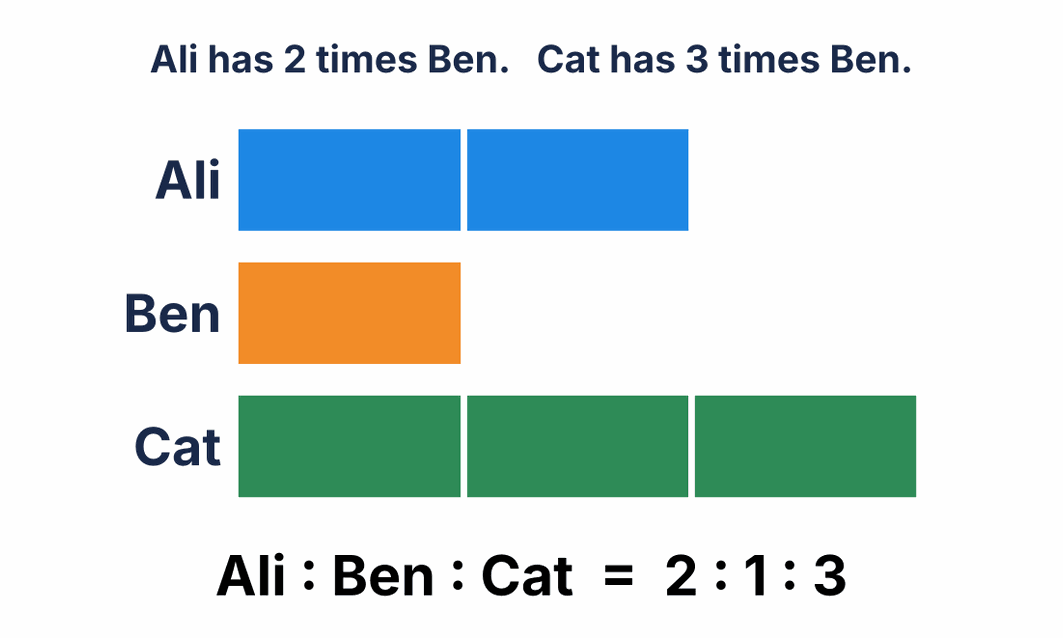 Ali has 2 times Ben. Cat has 3 times Ben.
Ali
Ben
Cat
Ali : Ben : Cat = 2 : 1 : 3